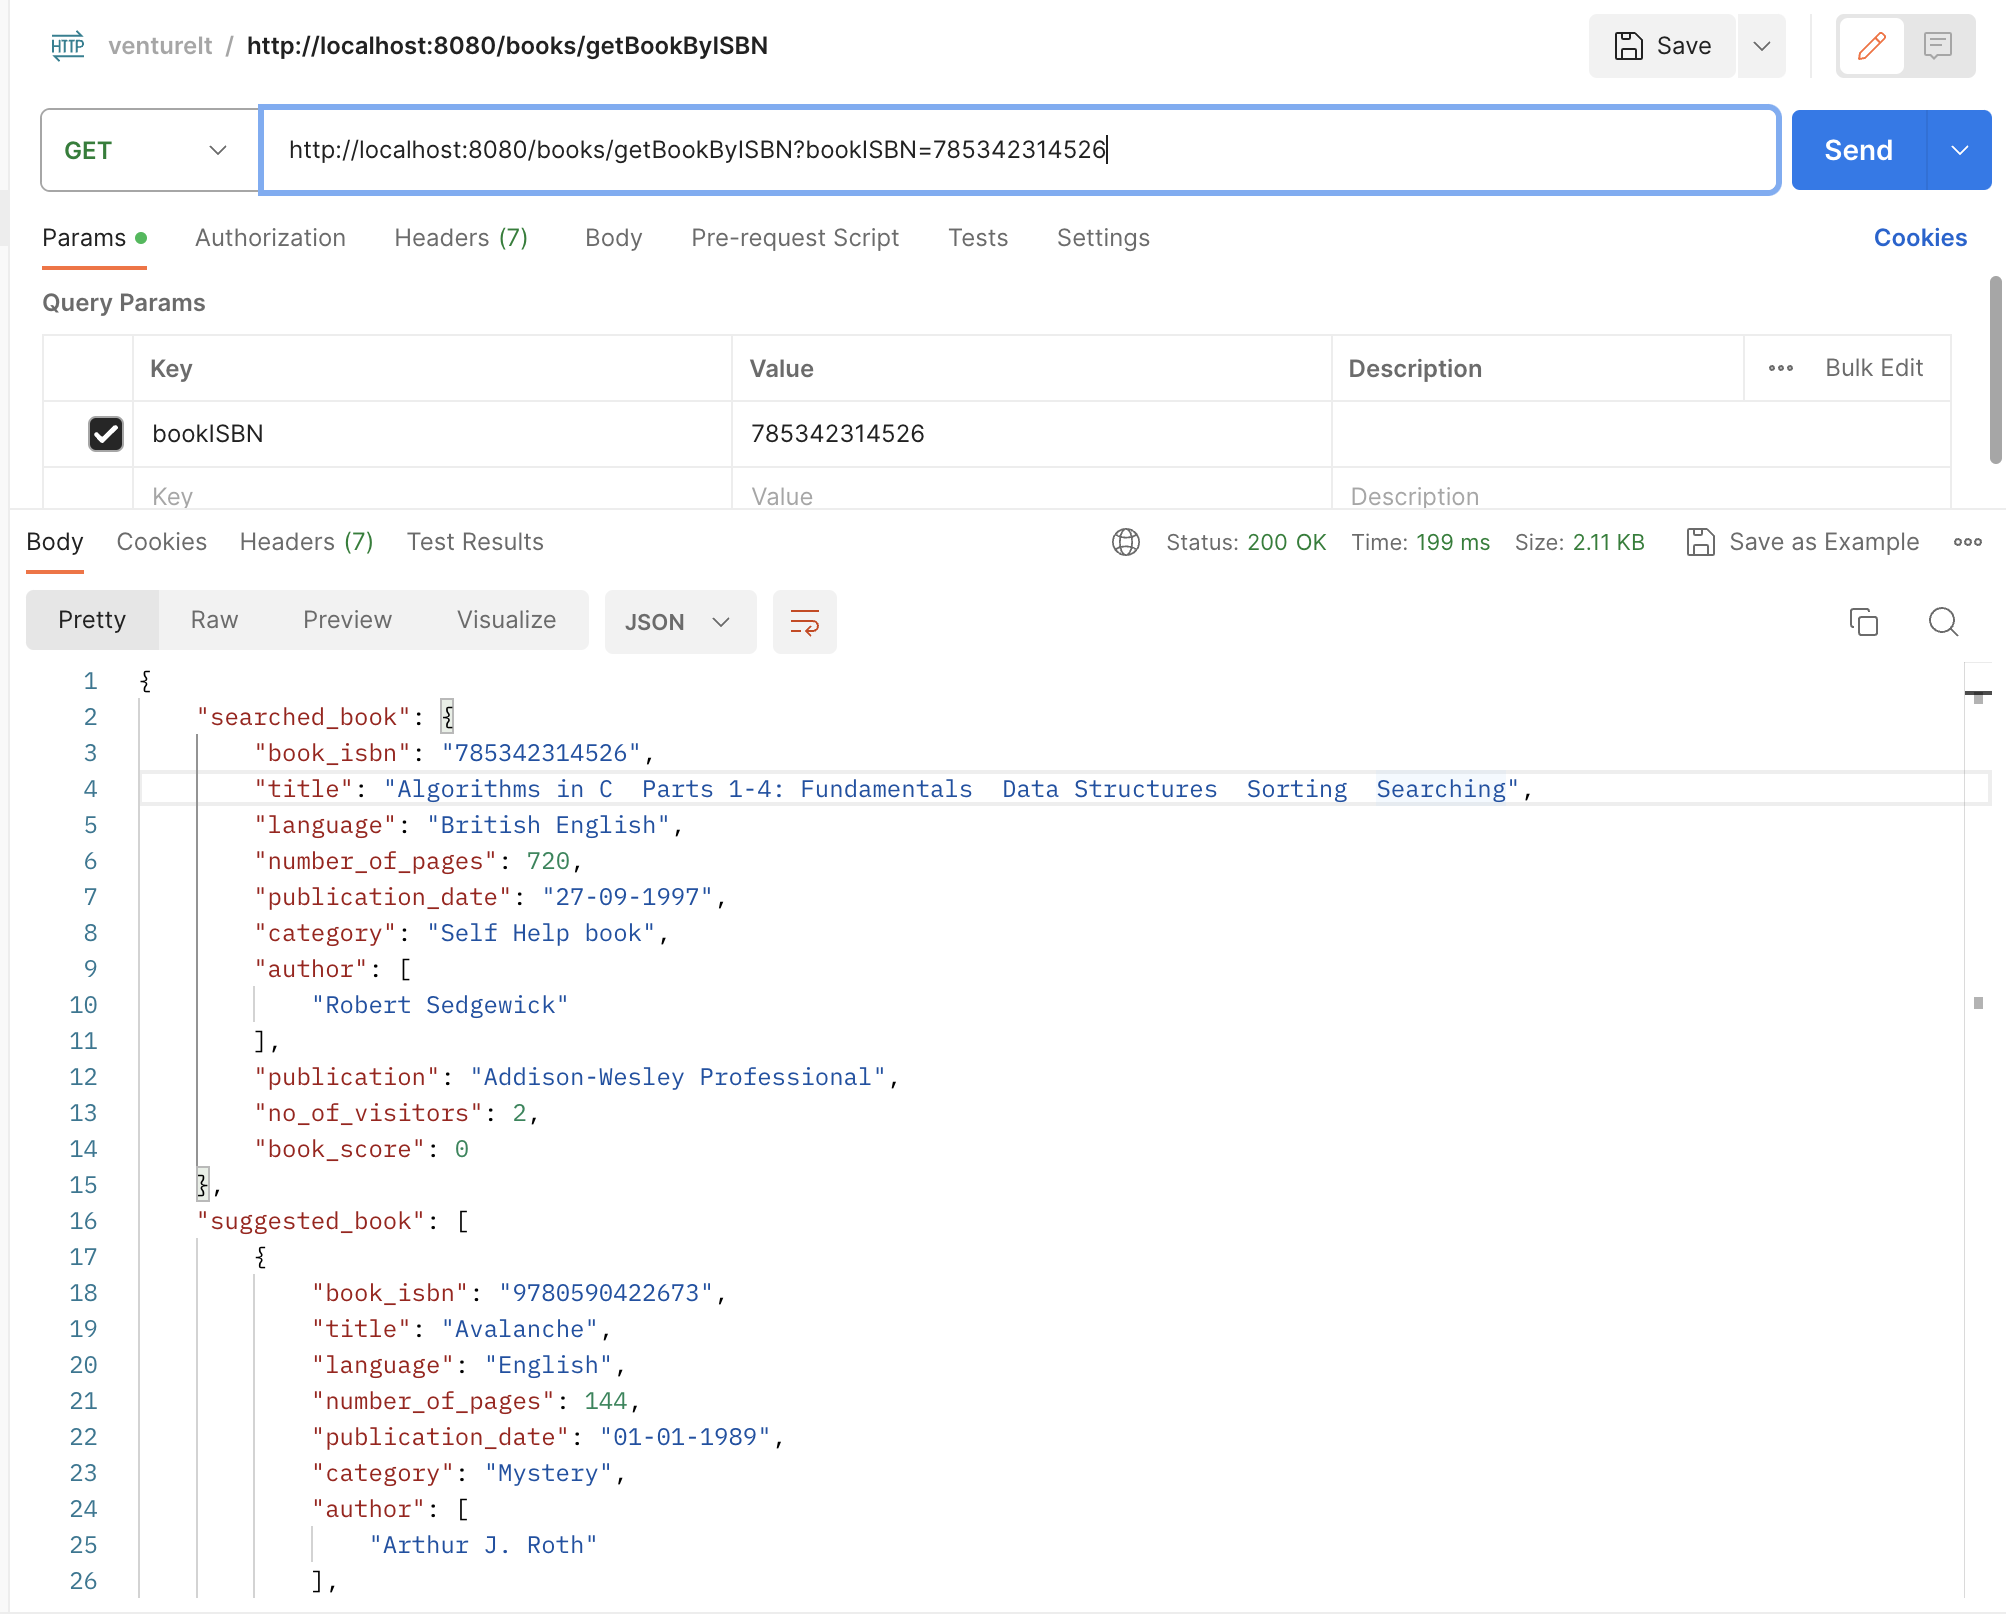 HTTP ventureIt / http://localhost:8080/books/getBookByISBN Save
GET http://localhost:8080/books/getBookByISBN?bookISBN=785342314526 Send
Params Authorization Headers (7) Body Pre-request Script Tests Settings Cookies
Query Params
Key Value Description Bulk Edit
bookISBN 785342314526
Key Value Description
Body Cookies Headers (7) Test Results Status: 200 OK Time: 199 ms Size: 2.11 KB Save as Example
Pretty Raw Preview Visualize JSON
1 {
2 "searched_book": {
3 "book_isbn": "785342314526",
4 "title": "Algorithms in C  Parts 1-4: Fundamentals  Data Structures  Sorting  Searching",
5 "language": "British English",
6 "number_of_pages": 720,
7 "publication_date": "27-09-1997",
8 "category": "Self Help book",
9 "author": [
10 "Robert Sedgewick"
11 ],
12 "publication": "Addison-Wesley Professional",
13 "no_of_visitors": 2,
14 "book_score": 0
15 },
16 "suggested_book": [
17 {
18 "book_isbn": "9780590422673",
19 "title": "Avalanche",
20 "language": "English",
21 "number_of_pages": 144,
22 "publication_date": "01-01-1989",
23 "category": "Mystery",
24 "author": [
25 "Arthur J. Roth"
26 ],